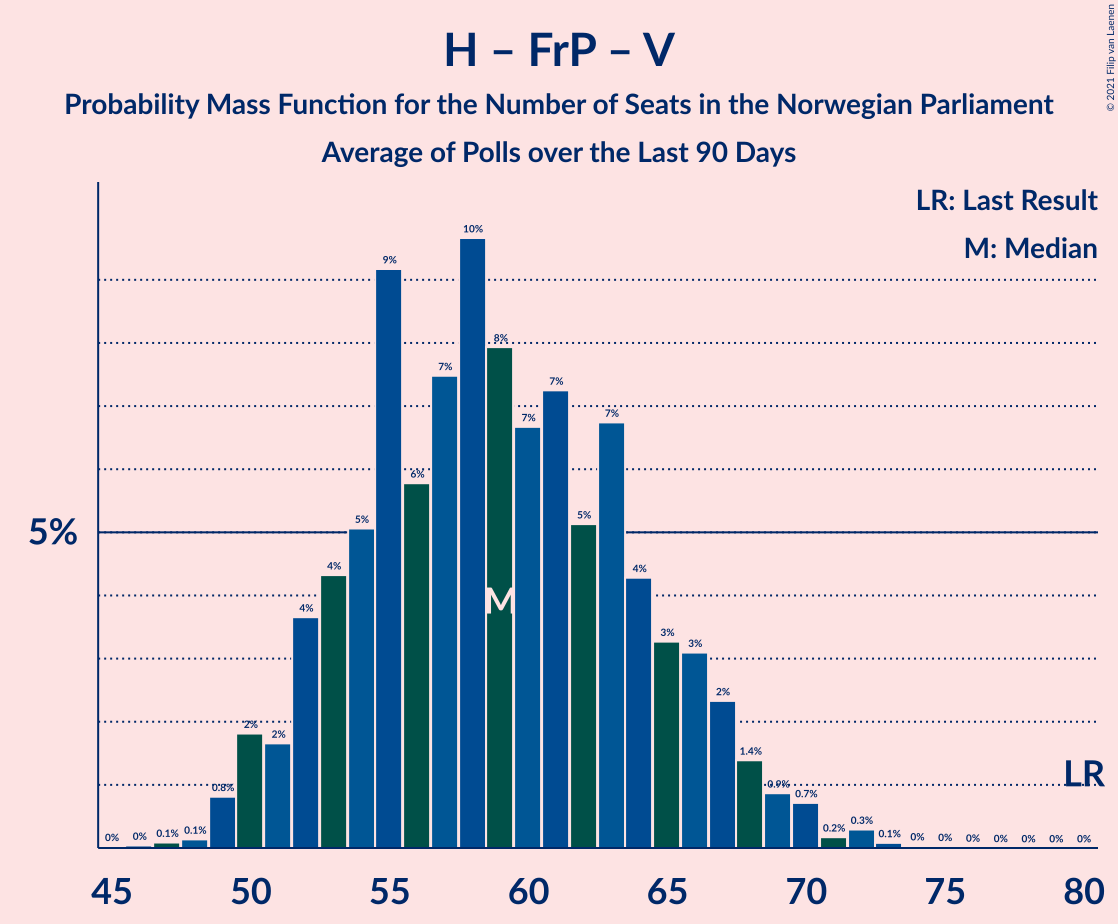 H – FrP – V
Probability Mass Function for the Number of Seats in the Norwegian Parliament
Average of Polls over the Last 90 Days
© 2021 Filip van Laenen
LR: Last Result
M: Median
5%
0% 0% 0.1% 0.1% 0.8% 2% 2% 4% 4% 5% 9% 6% 7% 10% 8% 7% 7% 5% 7% 4% 3% 3% 2% 1.4% 0.9% 0.7% 0.2% 0.3% 0.1% 0% 0% 0% 0% 0% 0% 0%
M
LR
45 50 55 60 65 70 75 80